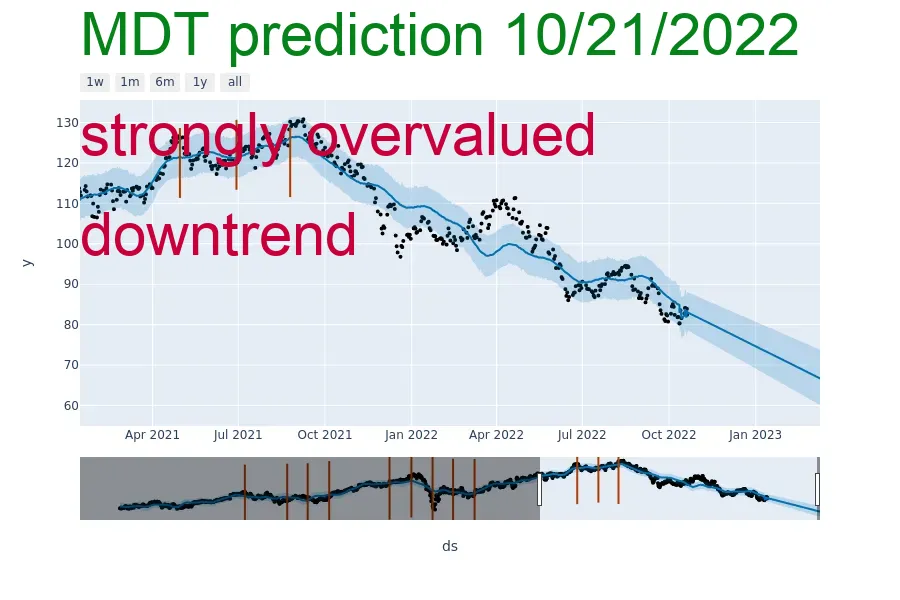 MDT prediction 10/21/2022
1w 1m 6m 1y all
strongly overvalued
downtrend
130
120
110
100
90
80
70
60
y
Apr 2021 Jul 2021 Oct 2021 Jan 2022 Apr 2022 Jul 2022 Oct 2022 Jan 2023
ds